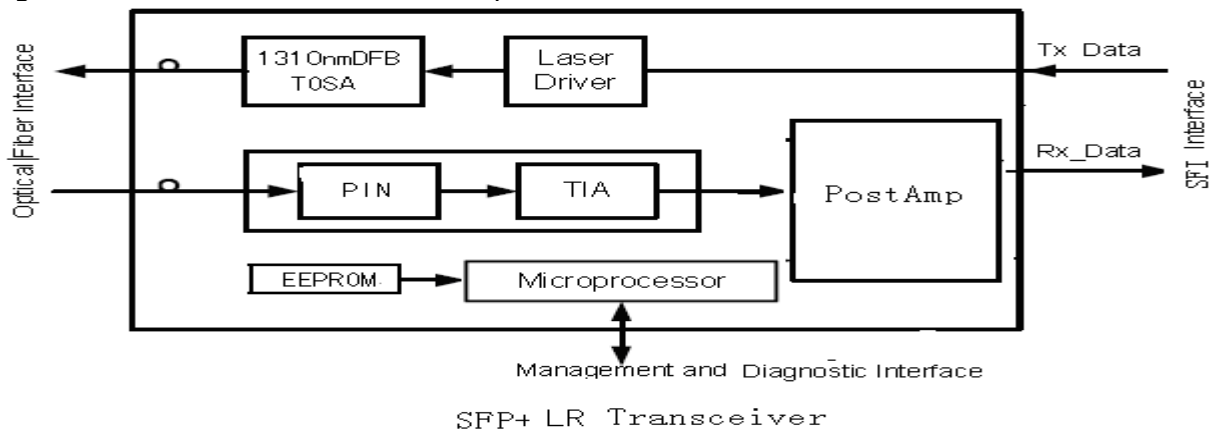 1310nmDFB
TOSA
Laser
Driver
Tx Data
Optical Fiber Interface
PIN
TIA
PostAmp
Rx_Data
SFI Interface
EEPROM
Microprocessor
Management and Diagnostic Interface
SFP+ LR Transceiver